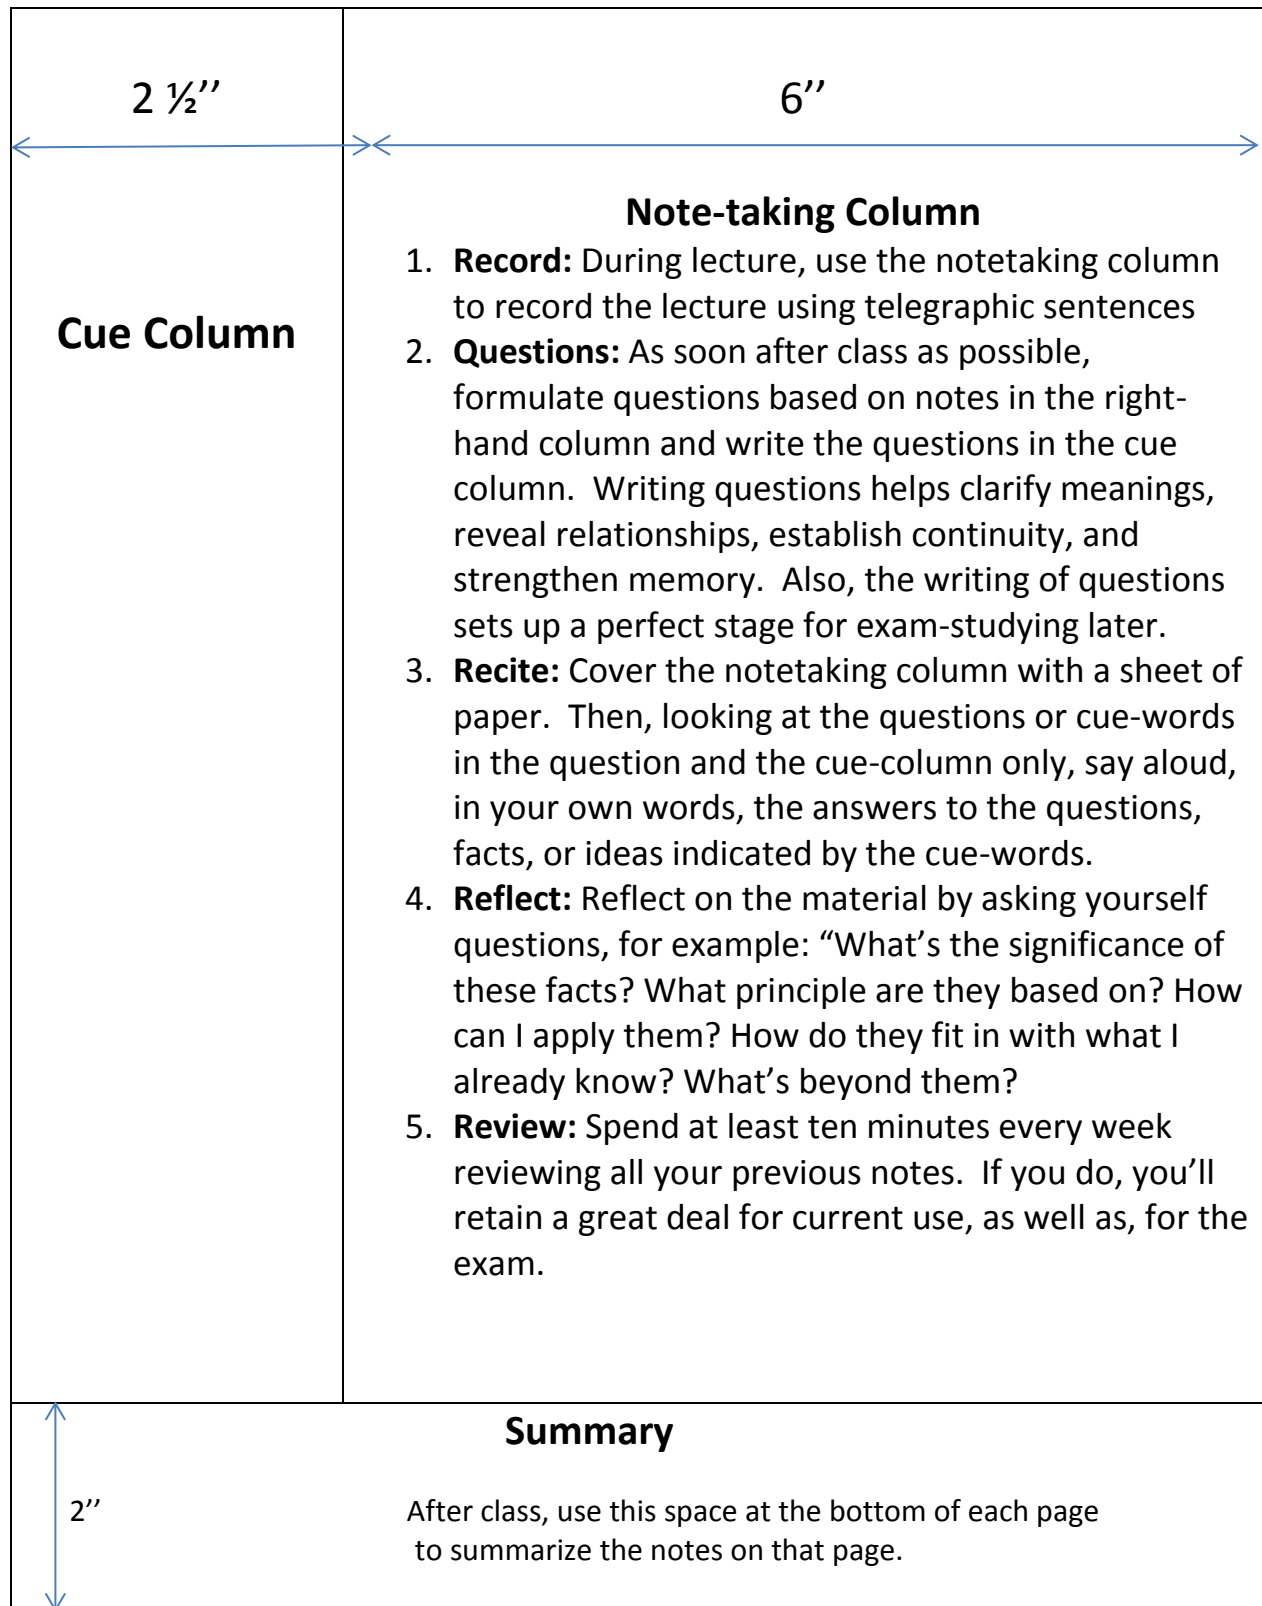 2 ½’’
6’’
Cue Column
Note-taking Column
1. Record: During lecture, use the notetaking column
to record the lecture using telegraphic sentences
2. Questions: As soon after class as possible,
formulate questions based on notes in the right-
hand column and write the questions in the cue
column.  Writing questions helps clarify meanings,
reveal relationships, establish continuity, and
strengthen memory.  Also, the writing of questions
sets up a perfect stage for exam-studying later.
3. Recite: Cover the notetaking column with a sheet of
paper.  Then, looking at the questions or cue-words
in the question and the cue-column only, say aloud,
in your own words, the answers to the questions,
facts, or ideas indicated by the cue-words.
4. Reflect: Reflect on the material by asking yourself
questions, for example: “What’s the significance of
these facts? What principle are they based on? How
can I apply them? How do they fit in with what I
already know? What’s beyond them?
5. Review: Spend at least ten minutes every week
reviewing all your previous notes.  If you do, you’ll
retain a great deal for current use, as well as, for the
exam.
Summary
2’’
After class, use this space at the bottom of each page
to summarize the notes on that page.